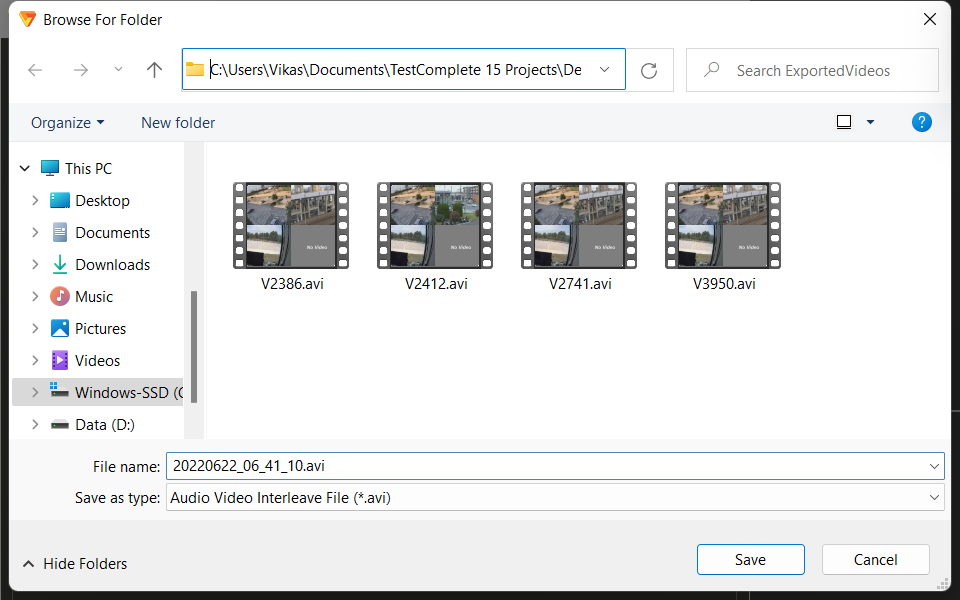 Browse For Folder
C:\Users\Vikas\Documents\TestComplete 15 Projects\De
Search ExportedVideos
Organize
New folder
?
This PC
Desktop
Documents
Downloads
Music
Pictures
Videos
Windows-SSD (C
Data (D:)
No Video
No Video
No Video
No Video
V2386.avi
V2412.avi
V2741.avi
V3950.avi
File name:
20220622_06_41_10.avi
Save as type:
Audio Video Interleave File (*.avi)
Hide Folders
Save
Cancel